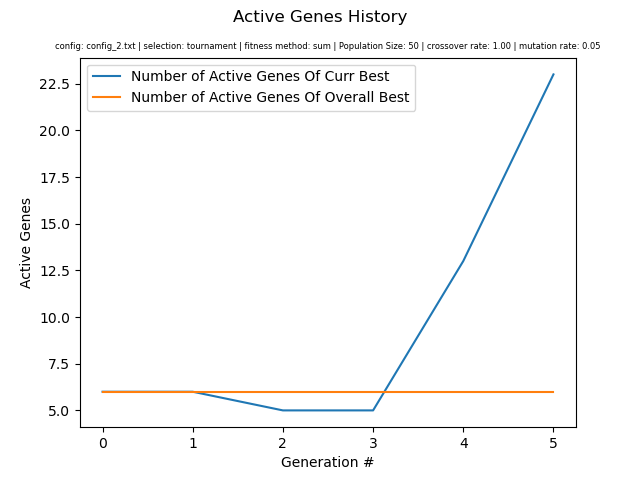 Active Genes History
config: config_2.txt | selection: tournament | fitness method: sum | Population Size: 50 | crossover rate: 1.00 | mutation rate: 0.05
Number of Active Genes Of Curr Best
Number of Active Genes Of Overall Best
22.5
20.0
17.5
15.0
12.5
10.0
7.5
5.0
Active Genes
0 1 2 3 4 5
Generation #